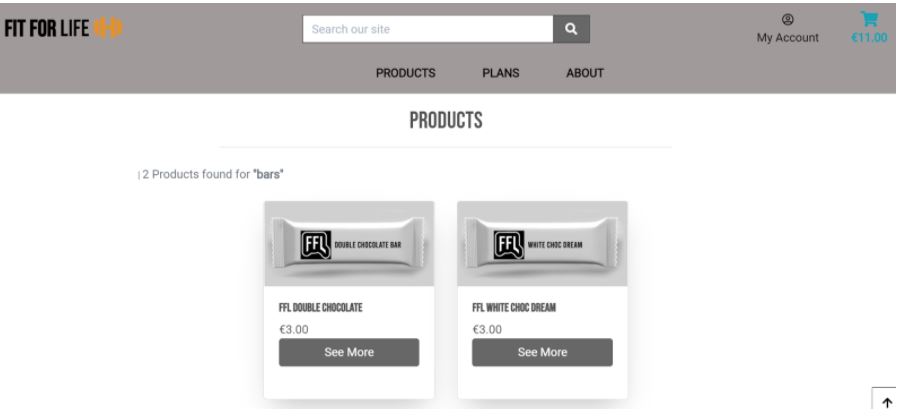 FIT FOR LIFE
Search our site
My Account
€11.00
PRODUCTS PLANS ABOUT
PRODUCTS
| 2 Products found for "bars"
FFL DOUBLE CHOCOLATE BAR
FFL WHITE CHOC DREAM
FFL DOUBLE CHOCOLATE
€3.00
See More
FFL WHITE CHOC DREAM
€3.00
See More